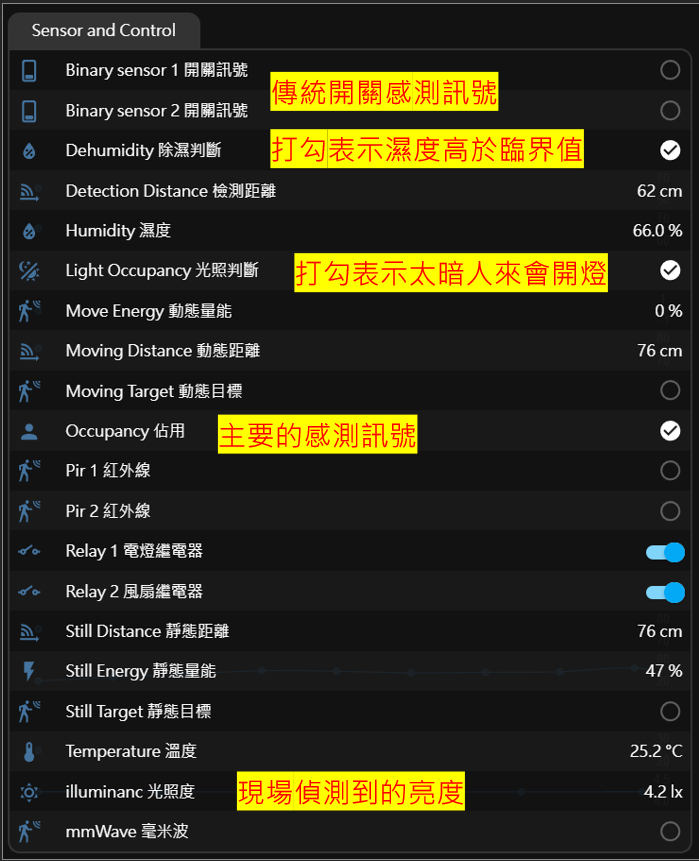 Sensor and Control
Binary sensor 1 開關訊號
傳統開關感測訊號
Binary sensor 2 開關訊號
Dehumidity 除濕判斷 打勾表示濕度高於臨界值
Detection Distance 檢測距離 62 cm
Humidity 濕度 66.0 %
Light Occupancy 光照判斷 打勾表示太暗人來會開燈
Move Energy 動態量能 0 %
Moving Distance 動態距離 76 cm
Moving Target 動態目標
Occupancy 佔用 主要的感測訊號
Pir 1 紅外線
Pir 2 紅外線
Relay 1 電燈繼電器
Relay 2 風扇繼電器
Still Distance 靜態距離 76 cm
Still Energy 靜態量能 47 %
Still Target 靜態目標
Temperature 溫度 25.2 °C
illuminanc 光照度 現場偵測到的亮度 4.2 lx
mmWave 毫米波